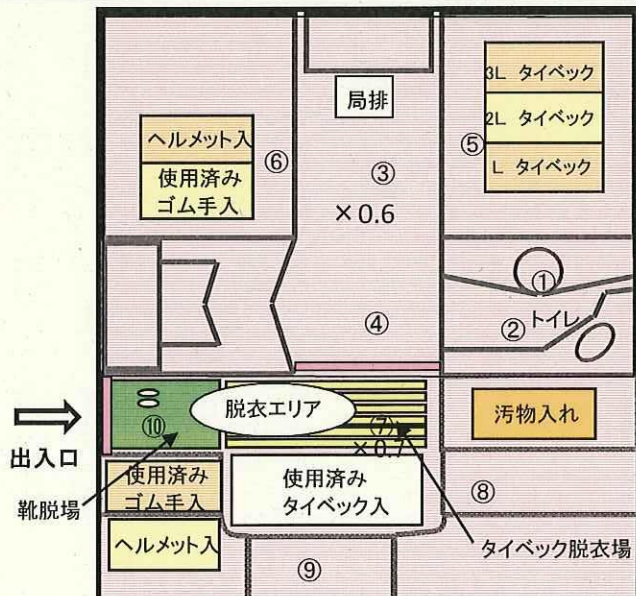 局排
3L タイベック
2L タイベック
L タイベック
⑤
ヘルメット入
使用済み
ゴム手入
⑥
③
×0.6
①
② トイレ
④
脱衣エリア
⑩
⑦
×0.7
汚物入れ
出入口
靴脱場
使用済み
ゴム手入
使用済み
タイベック入
⑧
ヘルメット入
⑨
タイベック脱衣場